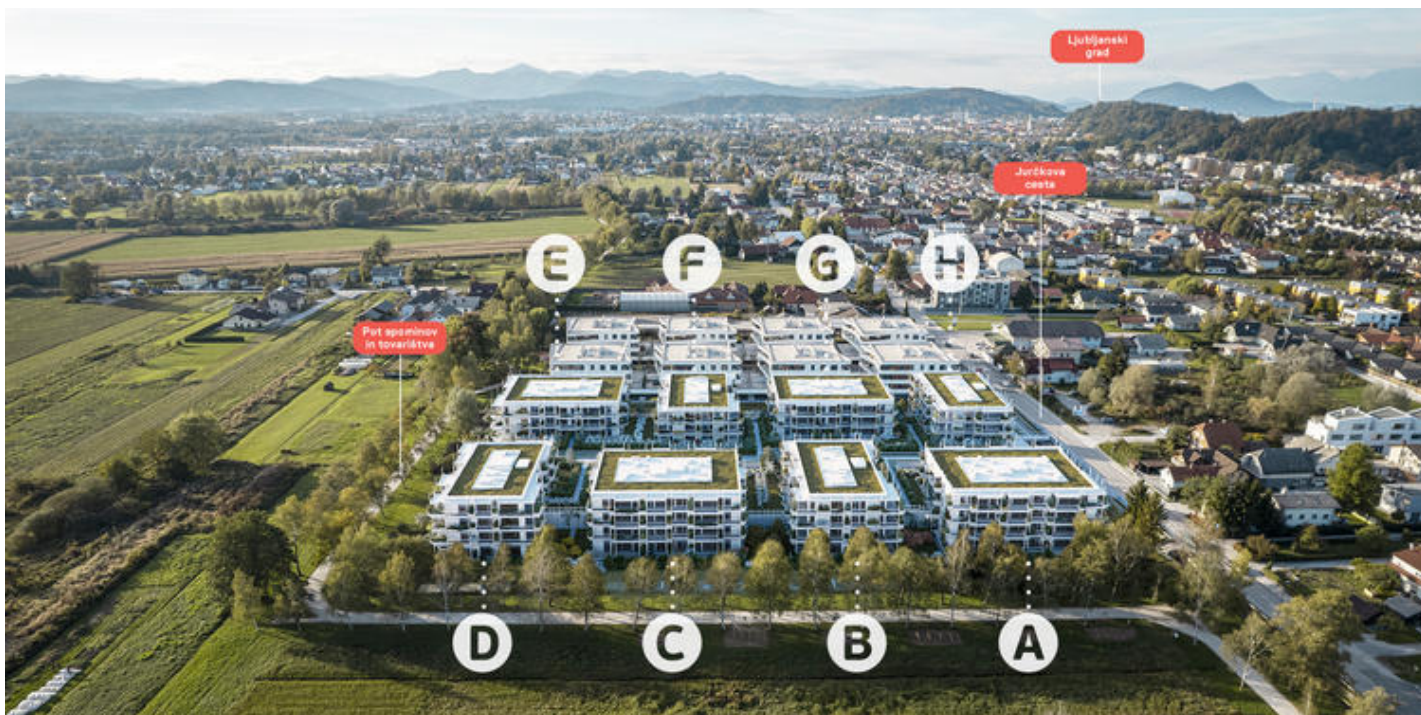 Ljubljanski
grad
Jurčkova
cesta
E
F
G
H
Pot spominov
in tovarištva
D
C
B
A